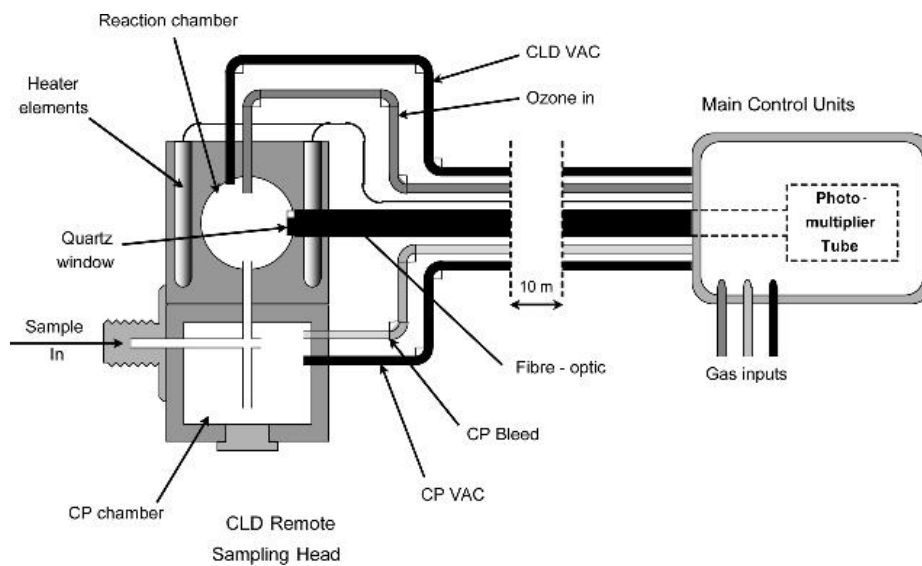 Reaction chamber
CLD VAC
Heater
elements
Ozone in
Main Control Units
Photo -
multiplier
Tube
Quartz
window
10 m
Sample
In
Fibre - optic
Gas inputs
CP Bleed
CP VAC
CP chamber
CLD Remote
Sampling Head